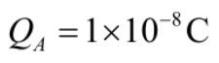 Q_A = 1×10⁻⁸ C